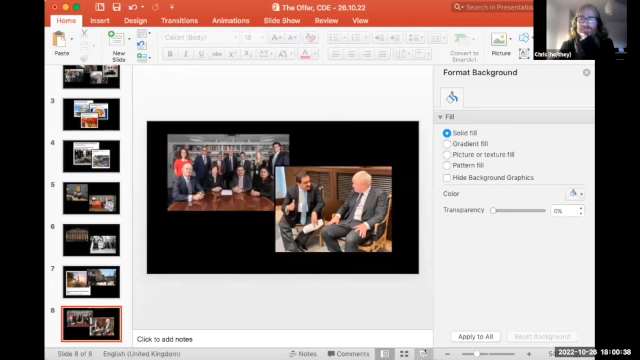 The Offer, CDE - 26.10.22
Search in Presentation
Home Insert Design Transitions Animations Slide Show Review View
Calibri (Body) 18
Paste New Slide Convert to SmartArt Picture
Chris (he/they)
Format Background
Fill
Solid fill
Gradient fill
Picture or texture fill
Pattern fill
Hide Background Graphics
Color
Transparency 0%
3
4
5
6
7
8
Click to add notes
Apply to All Reset Background
Slide 8 of 8 English (United Kingdom) Notes Comments
2022-10-26 18:00:38